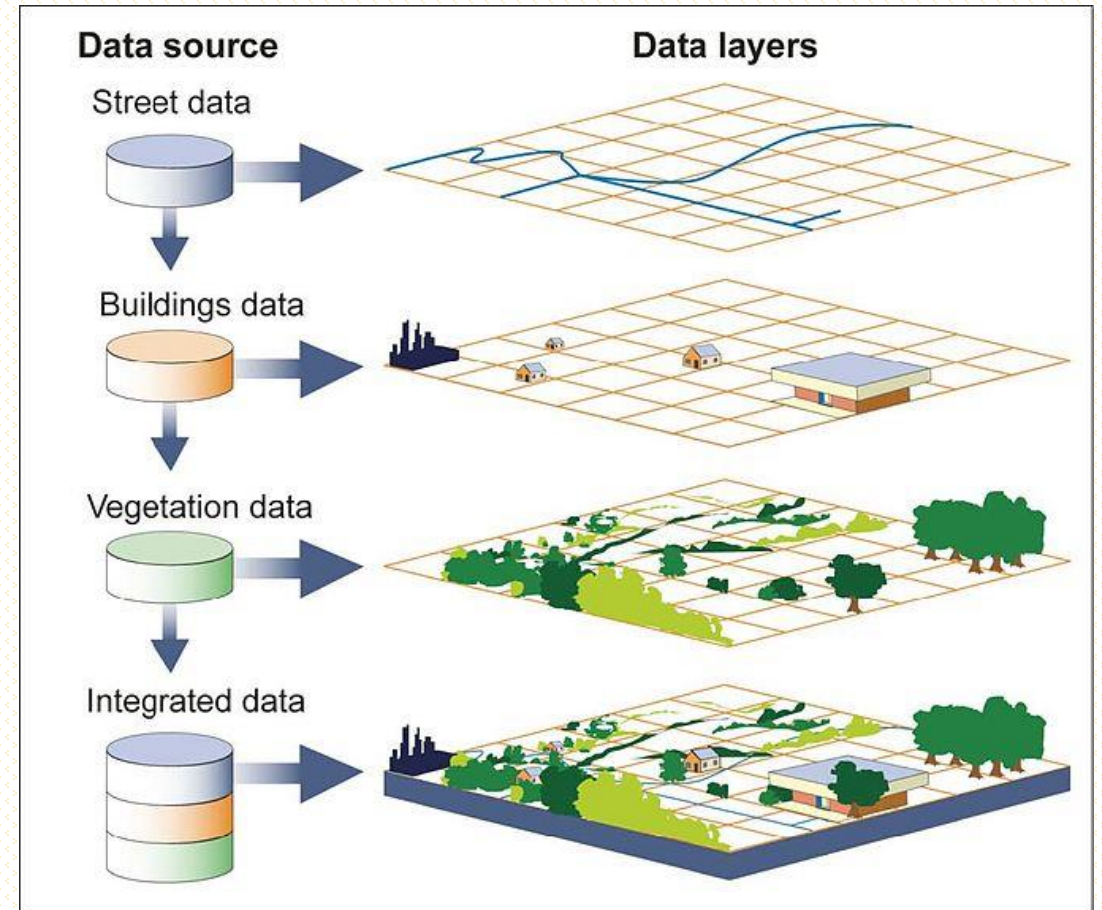 Data source
Data layers
Street data
Buildings data
Vegetation data
Integrated data